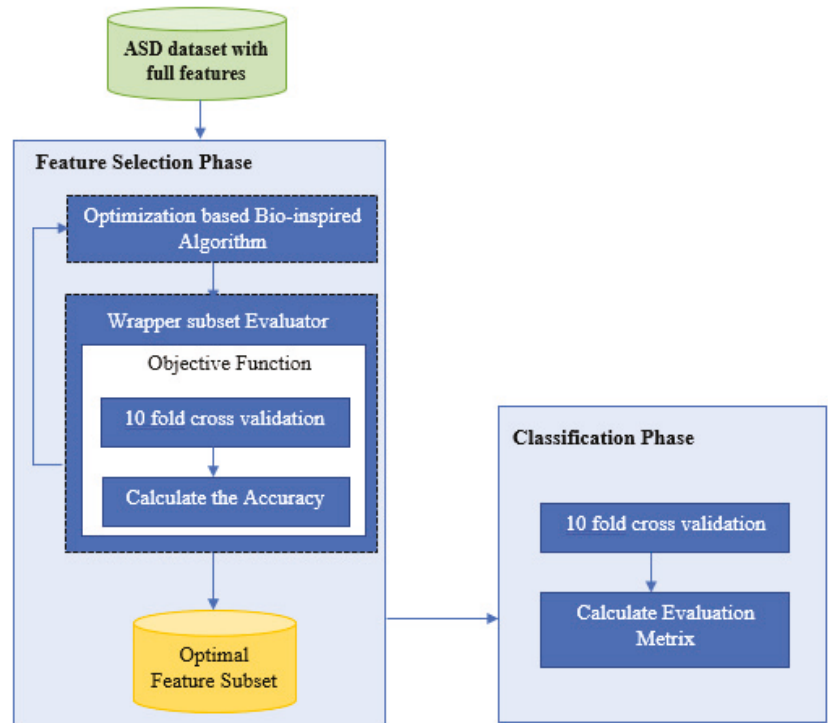 ASD dataset with
full features
Feature Selection Phase
Optimization based Bio-inspired
Algorithm
Wrapper subset Evaluator
Objective Function
10 fold cross validation
Calculate the Accuracy
Optimal
Feature Subset
Classification Phase
10 fold cross validation
Calculate Evaluation
Metrix